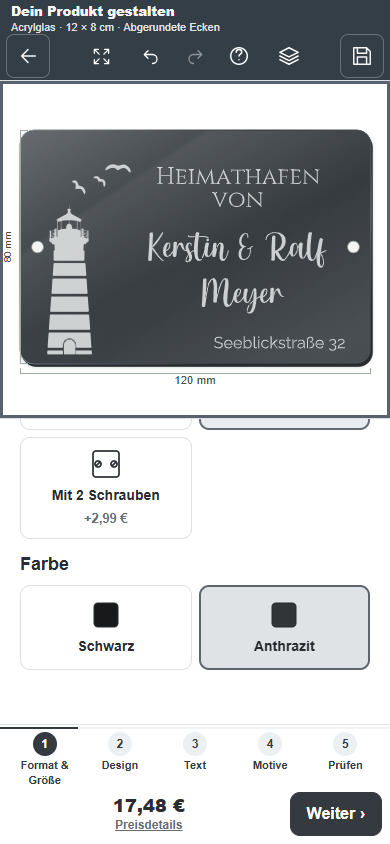 Dein Produkt gestalten
Acrylglas · 12 × 8 cm · Abgerundete Ecken
Heimathafen
von
Kerstin & Ralf
Meyer
Seeblickstraße 32
80 mm
120 mm
Mit 2 Schrauben
+2,99 €
Farbe
Schwarz
Anthrazit
1
Format &
Größe
2
Design
3
Text
4
Motive
5
Prüfen
17,48 €
Preisdetails
Weiter ›